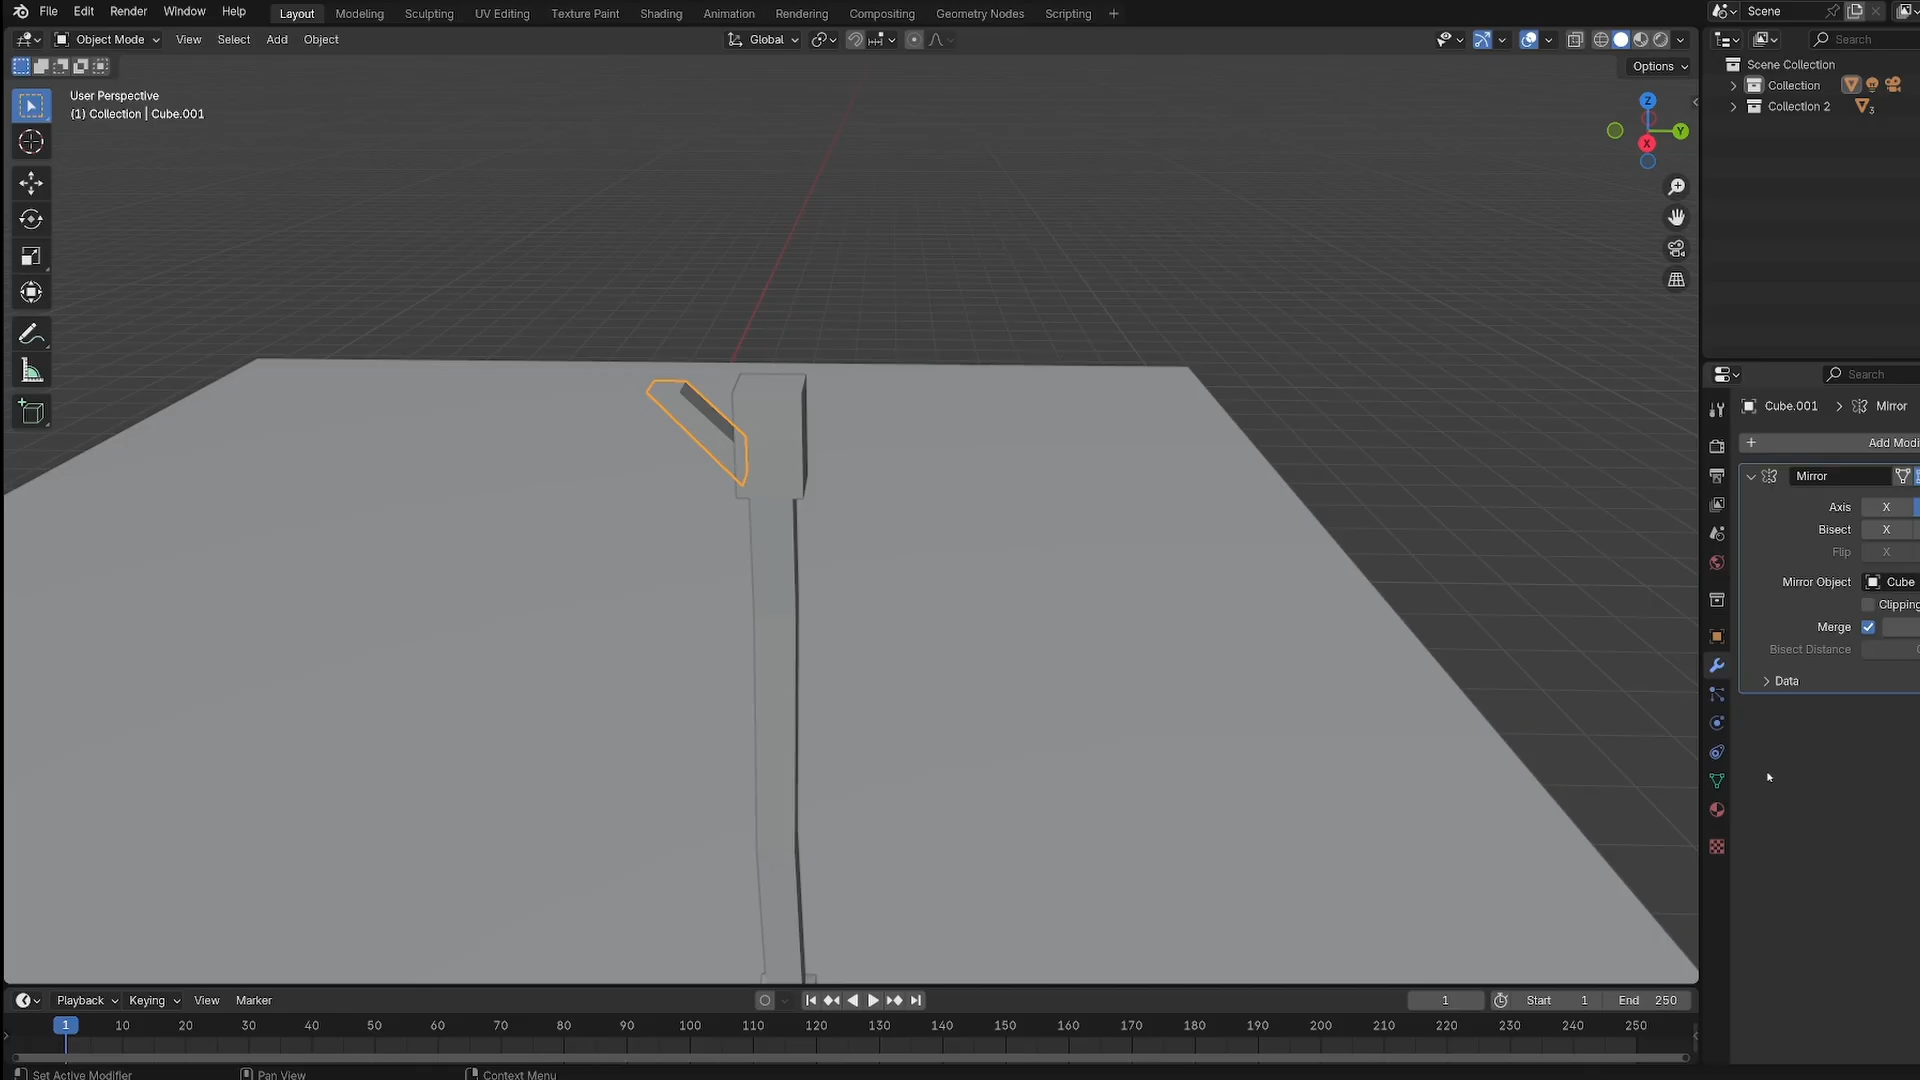 File Edit Render Window Help Layout Modeling Sculpting UV Editing Texture Paint Shading Animation Rendering Compositing Geometry Nodes Scripting + Scene
Object Mode View Select Add Object Global Search
Options
User Perspective
(1) Collection | Cube.001
Z
Y
X
Scene Collection
Collection
Collection 2 3
Search
Cube.001 > Mirror
+ Add Modi
Mirror
Axis X
Bisect X
Flip X
Mirror Object Cube
Clipping
Merge
Bisect Distance
Data
Playback Keying View Marker 1 Start 1 End 250
1 10 20 30 40 50 60 70 80 90 100 110 120 130 140 150 160 170 180 190 200 210 220 230 240 250
Set Active Modifier Pan View Context Menu